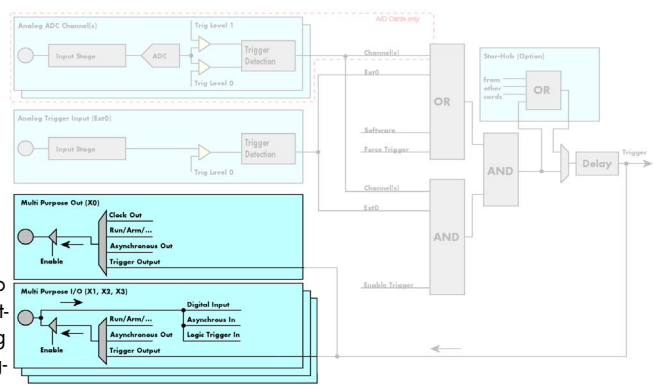 A/D Cards only
Analog ADC Channel(s)
Trig Level 1
Input Stage
ADC
Trigger
Detection
Trig Level 0
Channel(s)
Ext0
OR
Software
Force Trigger
Star-Hub (Option)
from
other
cards
OR
Analog Trigger Input (Ext0)
Input Stage
Trigger
Detection
Trig Level 0
AND
Delay
Trigger
Channel(s)
Ext0
AND
Enable Trigger
Multi Purpose Out (X0)
Clock Out
Run/Arm/...
Asynchronous Out
Trigger Output
Enable
Multi Purpose I/O (X1, X2, X3)
Digital Input
Run/Arm/...
Asynchronous In
Asynchronous Out
Logic Trigger In
Trigger Output
Enable